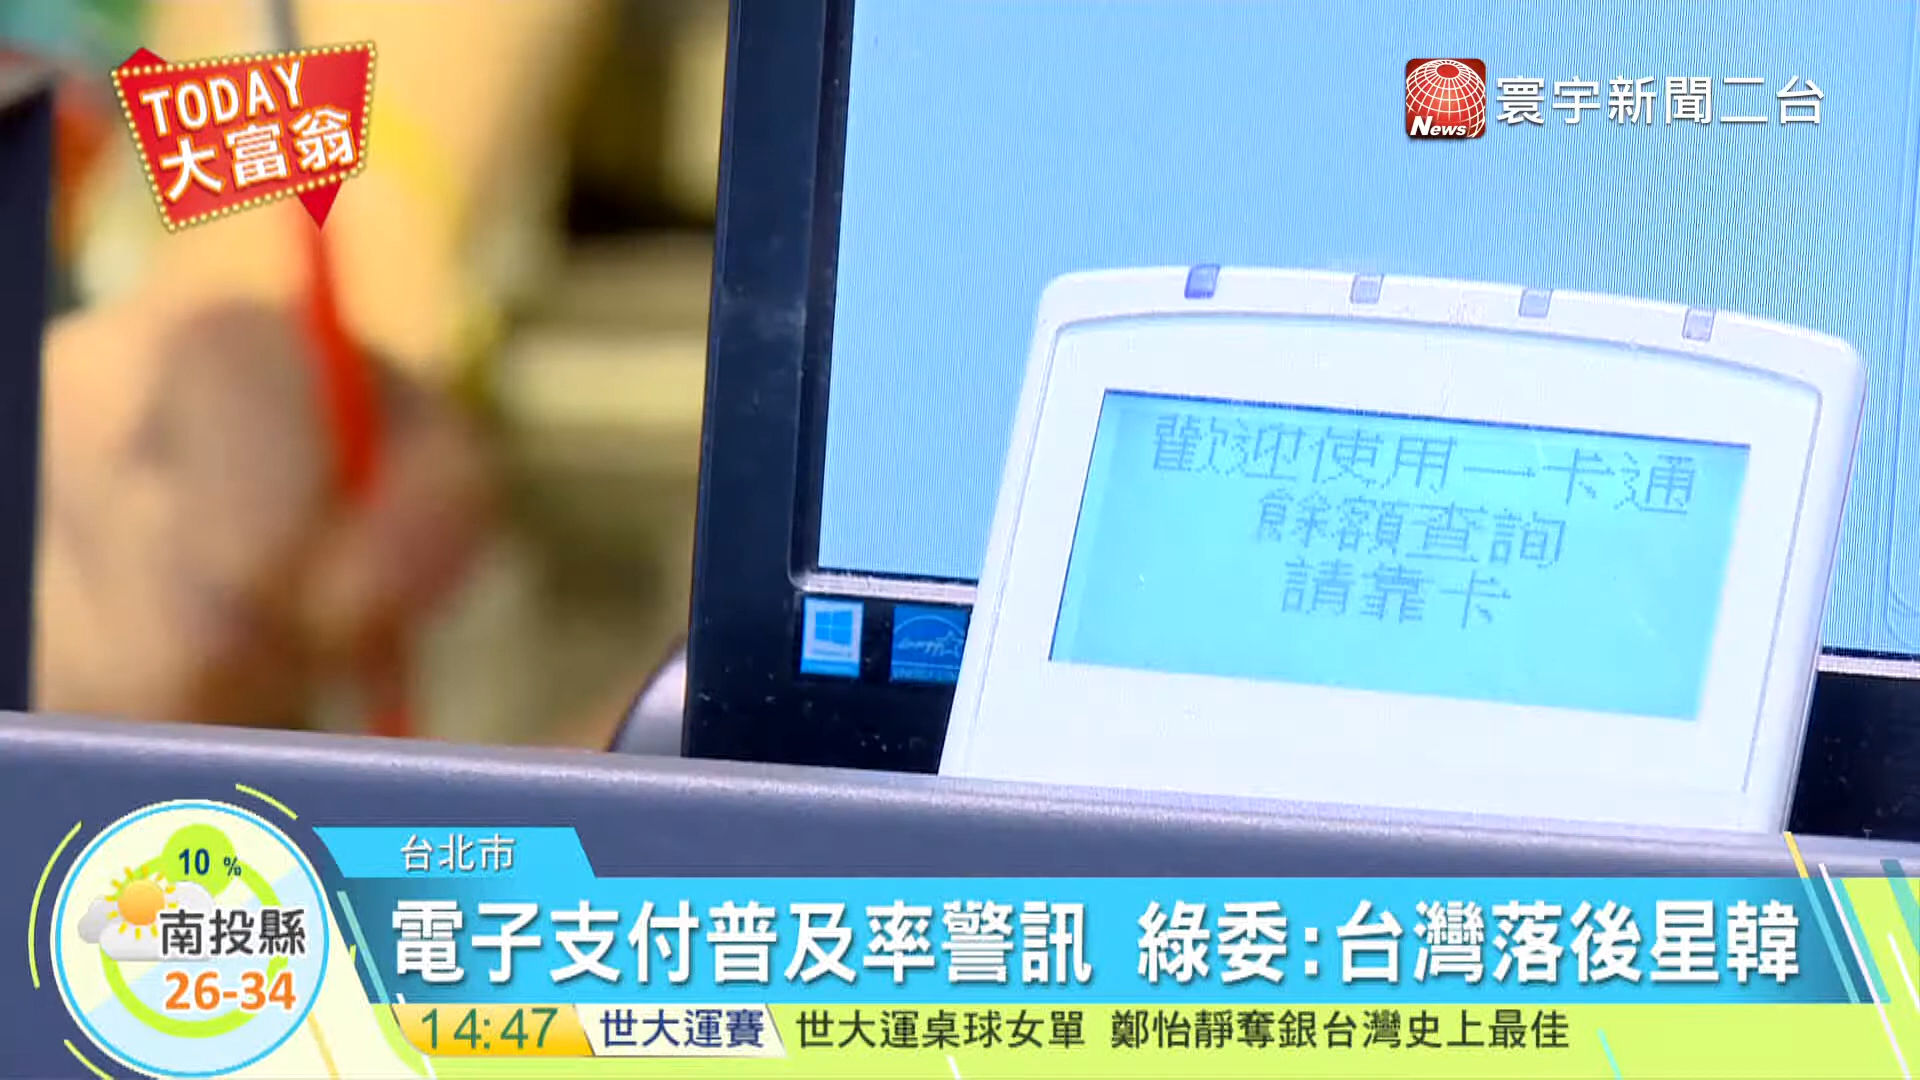 TODAY
大富翁
News
寰宇新聞二台
歡迎使用一卡通
餘額查詢
請靠卡
10 %
南投縣
26-34
台北市
電子支付普及率警訊 綠委:台灣落後星韓
14:47 世大運賽 世大運桌球女單 鄭怡靜奪銀台灣史上最佳